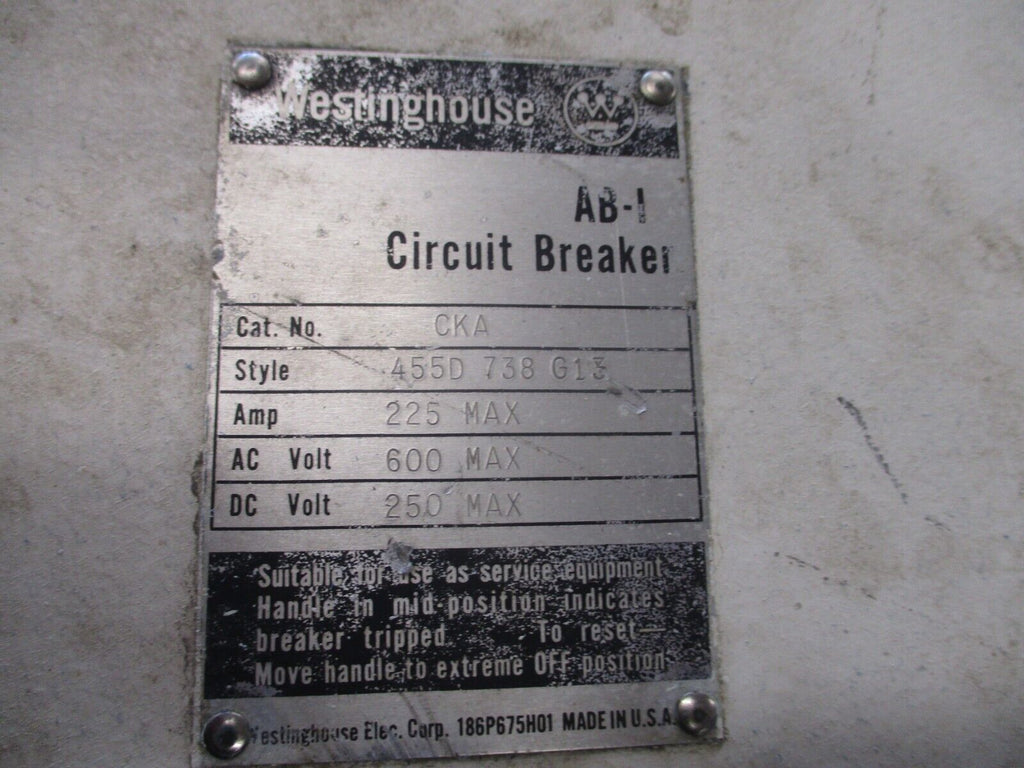 Westinghouse W
AB-I
Circuit Breaker
Cat. No. CKA
Style 455D 738 G13
Amp 225 MAX
AC Volt 600 MAX
DC Volt 250 MAX
Suitable for use as service equipment
Handle in mid-position indicates
breaker tripped To reset—
Move handle to extreme OFF position
Westinghouse Elec. Corp. 186P675H01 MADE IN U.S.A.